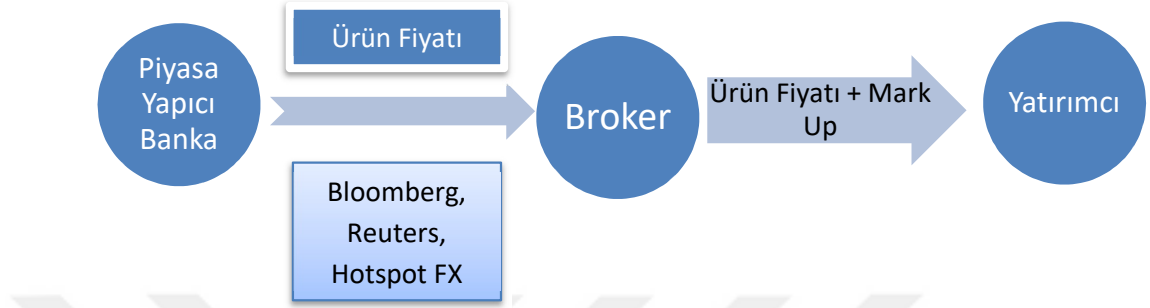 Piyasa
Yapıcı
Banka
Ürün Fiyatı
Bloomberg,
Reuters,
Hotspot FX
Broker
Ürün Fiyatı + Mark
Up
Yatırımcı